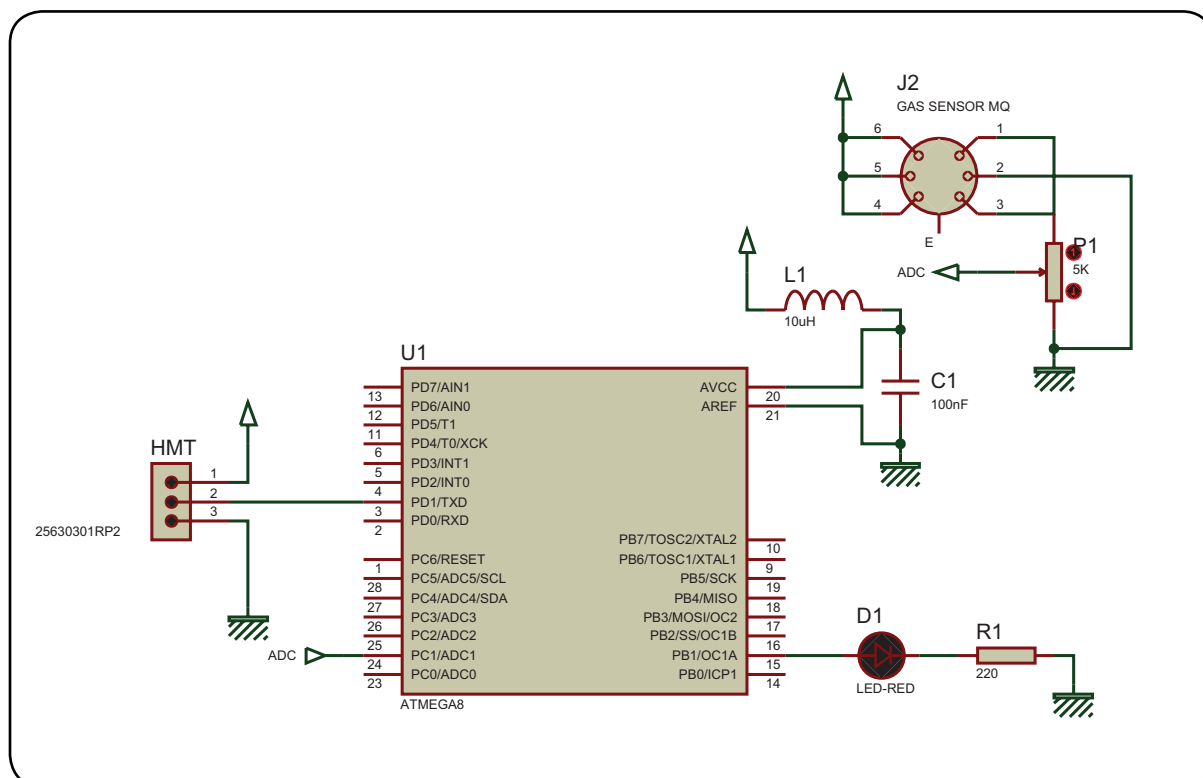 J2
GAS SENSOR MQ
6
5
4
1
2
3
E
P1
5K
ADC
L1
10uH
C1
100nF
U1
PD7/AIN1
13
PD6/AIN0
12
PD5/T1
11
PD4/T0/XCK
6
PD3/INT1
5
PD2/INT0
4
PD1/TXD
3
PD0/RXD
2
PC6/RESET
1
PC5/ADC5/SCL
28
PC4/ADC4/SDA
27
PC3/ADC3
26
PC2/ADC2
25
PC1/ADC1
24
PC0/ADC0
23
AVCC
20
AREF
21
PB7/TOSC2/XTAL2
10
PB6/TOSC1/XTAL1
9
PB5/SCK
19
PB4/MISO
18
PB3/MOSI/OC2
17
PB2/SS/OC1B
16
PB1/OC1A
15
PB0/ICP1
14
ATMEGA8
HMT
1
2
3
25630301RP2
ADC
D1
LED-RED
R1
220